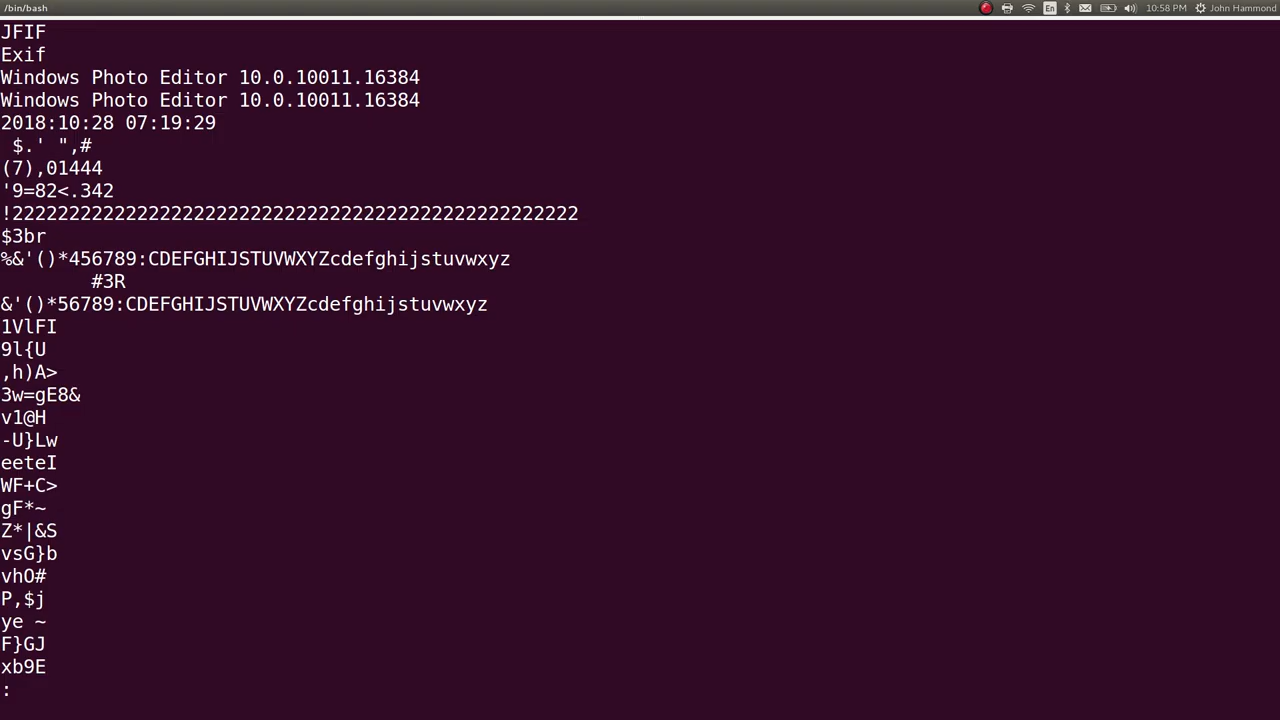 /bin/bash
En
10:58 PM
John Hammond
JFIF
Exif
Windows Photo Editor 10.0.10011.16384
Windows Photo Editor 10.0.10011.16384
2018:10:28 07:19:29
$.' ",#
(7),01444
'9=82<.342
!22222222222222222222222222222222222222222222222222
$3br
%&'()*456789:CDEFGHIJSTUVWXYZcdefghijstuvwxyz
#3R
&'()*56789:CDEFGHIJSTUVWXYZcdefghijstuvwxyz
1VlFI
9l{U
,h)A>
3w=gE8&
v1@H
-U}Lw
eeteI
WF+C>
gF*~
Z*|&S
vsG}b
vhO#
P,$j
ye ~
F}GJ
xb9E
: